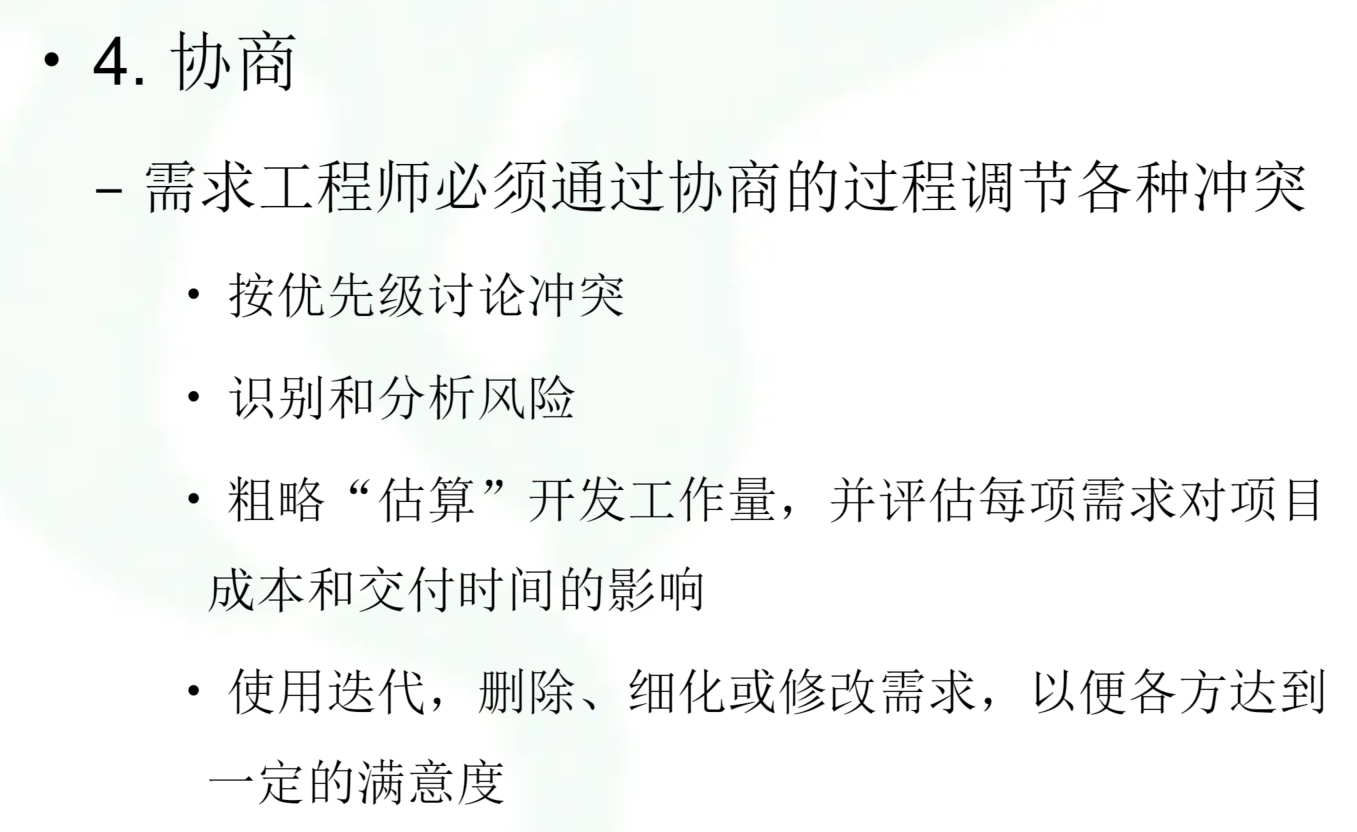 • 4. 协商
– 需求工程师必须通过协商的过程调节各种冲突
• 按优先级讨论冲突
• 识别和分析风险
• 粗略“估算”开发工作量，并评估每项需求对项目
成本和交付时间的影响
• 使用迭代，删除、细化或修改需求，以便各方达到
一定的满意度